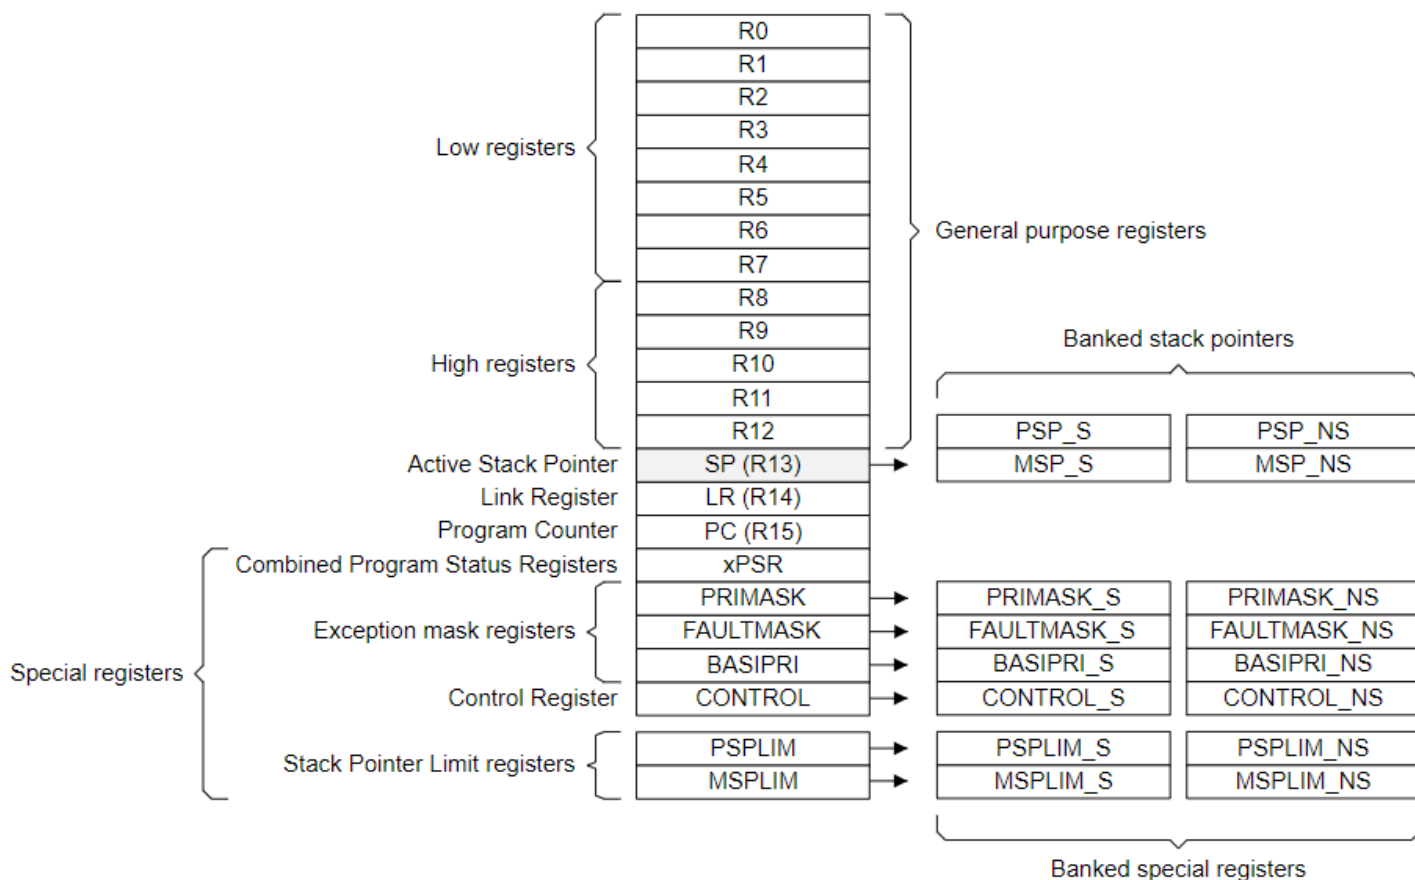 R0
R1
R2
R3
Low registers
R4
R5
R6
General purpose registers
R7
R8
R9
Banked stack pointers
High registers
R10
R11
R12
PSP_S
PSP_NS
Active Stack Pointer
SP (R13)
MSP_S
MSP_NS
Link Register
LR (R14)
Program Counter
PC (R15)
Combined Program Status Registers
xPSR
PRIMASK
PRIMASK_S
PRIMASK_NS
Exception mask registers
FAULTMASK
FAULTMASK_S
FAULTMASK_NS
BASIPRI
BASIPRI_S
BASIPRI_NS
Special registers
Control Register
CONTROL
CONTROL_S
CONTROL_NS
PSPLIM
PSPLIM_S
PSPLIM_NS
Stack Pointer Limit registers
MSPLIM
MSPLIM_S
MSPLIM_NS
Banked special registers